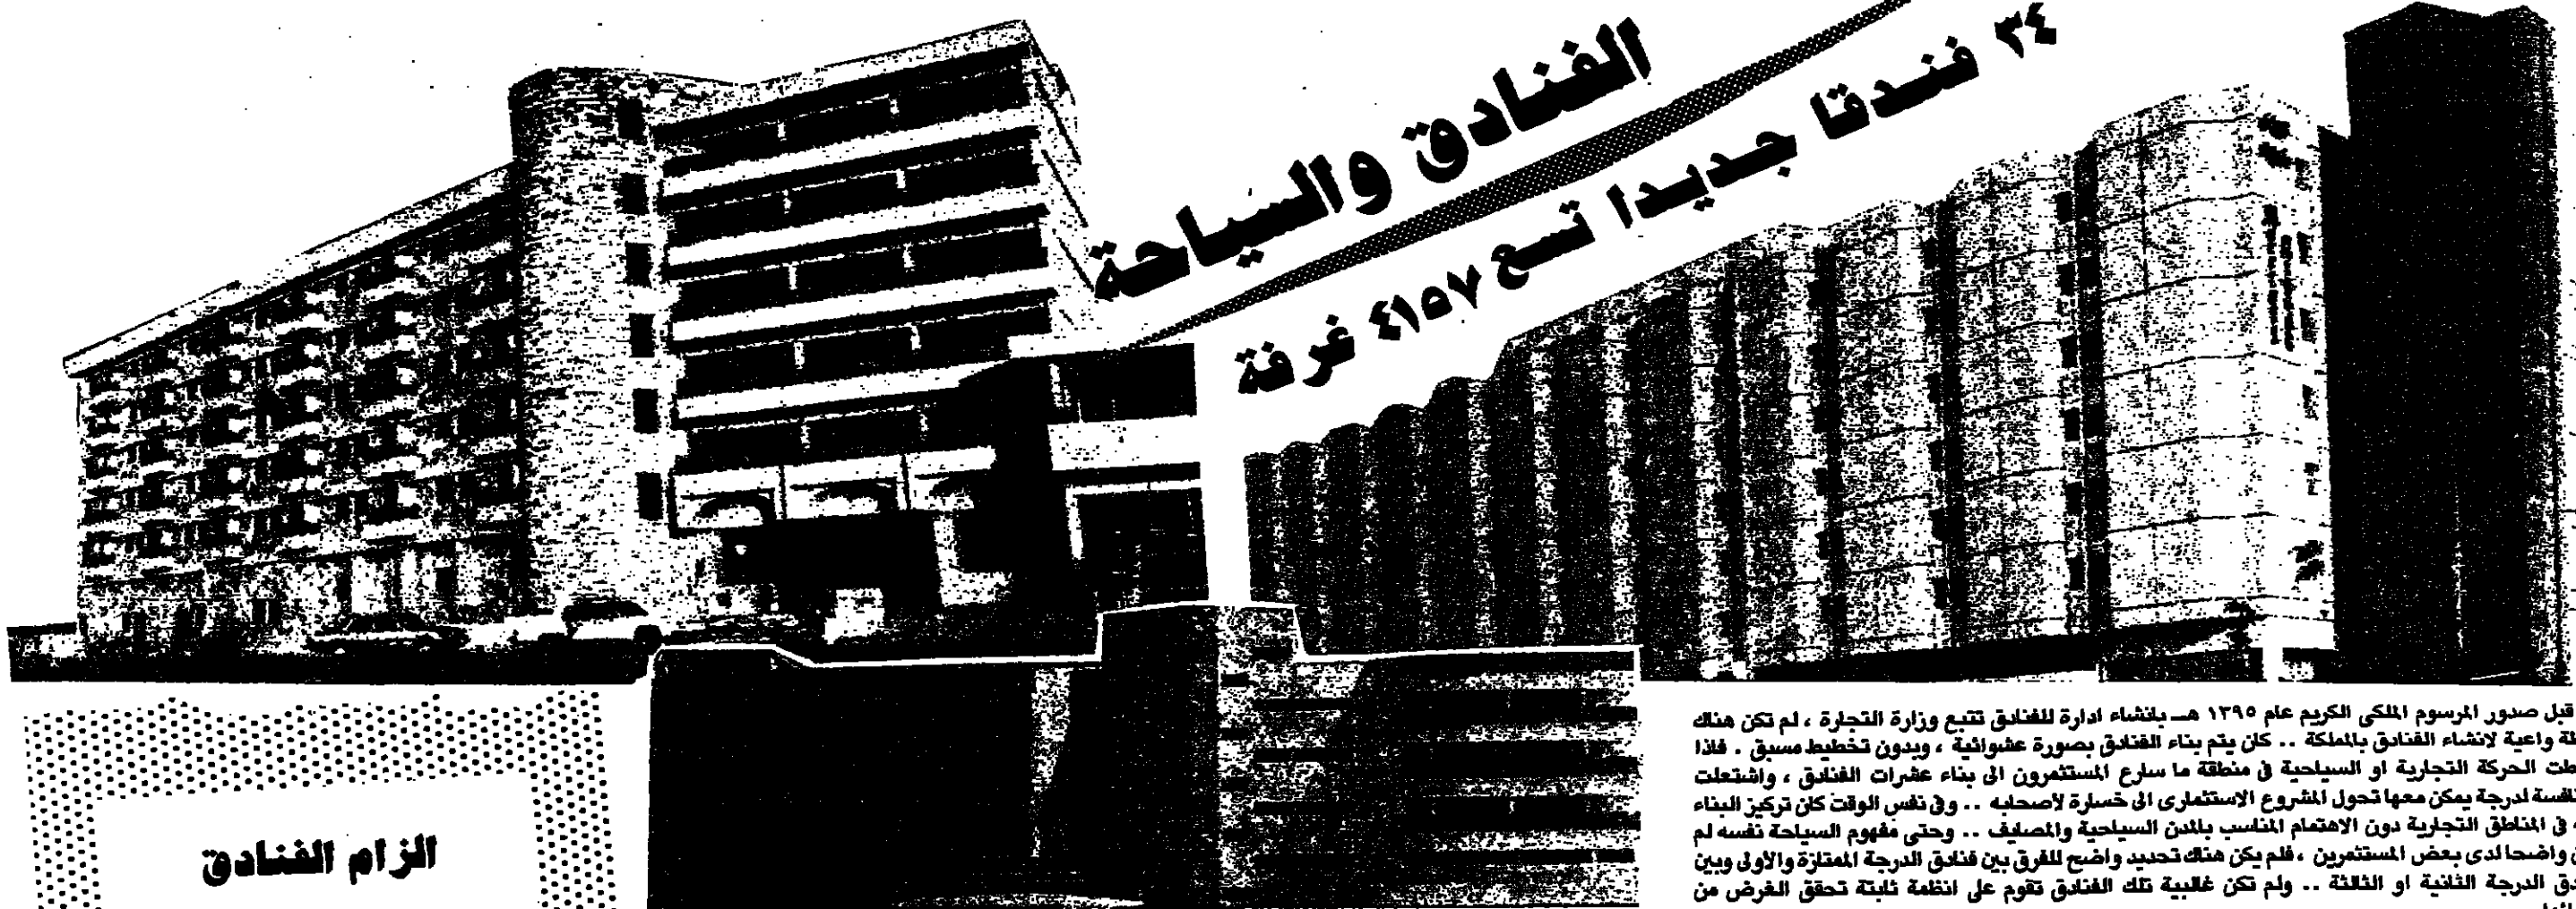 الفنادق والسياحة
٣٤ فندقا جديدا تسع ٤١٥٧ غرفة
قبل صدور المرسوم الملكى الكريم عام ١٣٩٥ هـ بانشاء ادارة للفنادق تتبع وزارة التجارة ، لم تكن هناك
واعية لانشاء الفنادق بالمملكة .. كان يتم بناء الفنادق بصورة عشوائية ، وبدون تخطيط مسبق . فاذا
الحركة التجارية او السياحية فى منطقة ما سارع المستثمرون الى بناء عشرات الفنادق ، واشتعلت
لدرجة يمكن معها تحول المشروع الاستثمارى الى خسارة لأصحابه .. وفى نفس الوقت كان تركيز البناء
فى المناطق التجارية دون الاهتمام المناسب بالمدن السياحية والمصايف .. وحتى مفهوم السياحة نفسه لم
واضحا لدى بعض المستثمرين ، فلم يكن هناك تحديد واضح للفرق بين فنادق الدرجة الممتازة والأولى وبين
الدرجة الثانية او الثالثة .. ولم تكن غالبية تلك الفنادق تقوم على انظمة ثابتة تحقق الغرض من
الزام الفنادق